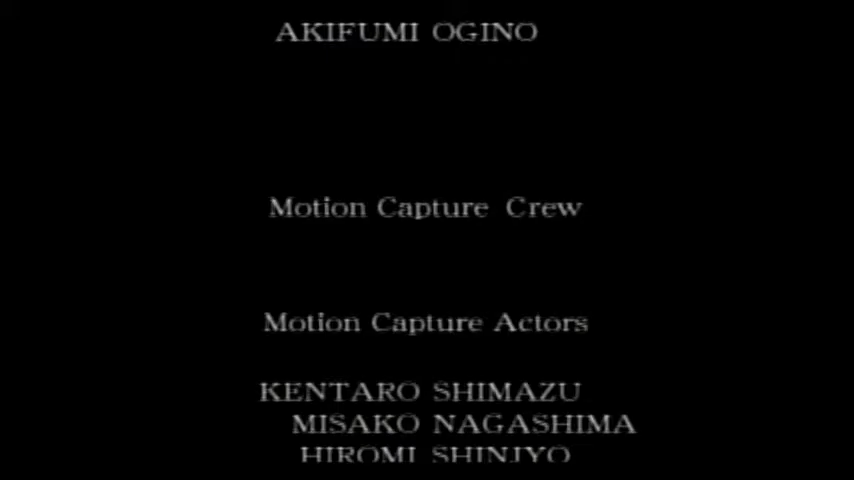 AKIFUMI OGINO
Motion Capture Crew
Motion Capture Actors
KENTARO SHIMAZU
MISAKO NAGASHIMA
HIROMI SHINJYO